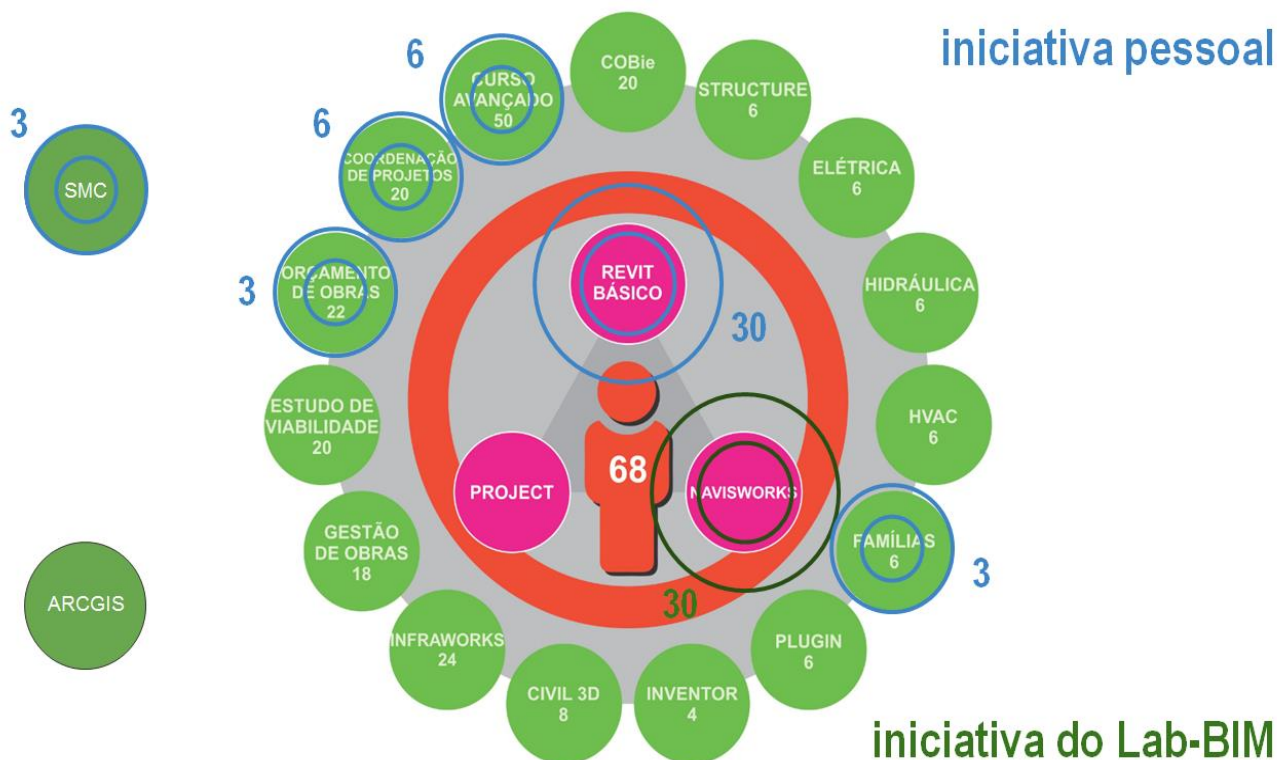 iniciativa pessoal
6
CURSO
AVANÇADO
50
COBie
20
STRUCTURE
6
6
COORDENAÇÃO
DE PROJETOS
20
ELÉTRICA
6
3
SMC
3
ORÇAMENTO
DE OBRAS
22
REVIT
BÁSICO
30
HIDRÁULICA
6
ESTUDO DE
VIABILIDADE
20
HVAC
6
68
PROJECT
NAVISWORKS
30
FAMÍLIAS
6
3
GESTÃO
DE OBRAS
18
ARCGIS
INFRAWORKS
24
CIVIL 3D
8
INVENTOR
4
PLUGIN
6
iniciativa do Lab-BIM